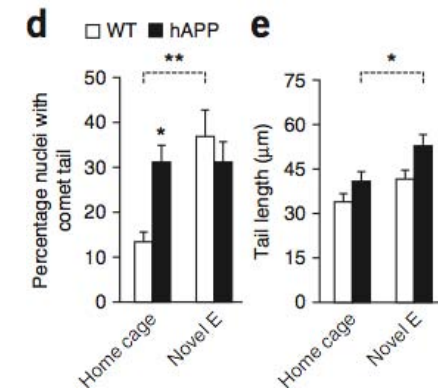 d
WT hAPP
**
*
Percentage nuclei with
comet tail
50
40
30
20
10
0
Home cage
Novel E
e
*
Tail length (μm)
75
60
45
30
15
0
Home cage
Novel E